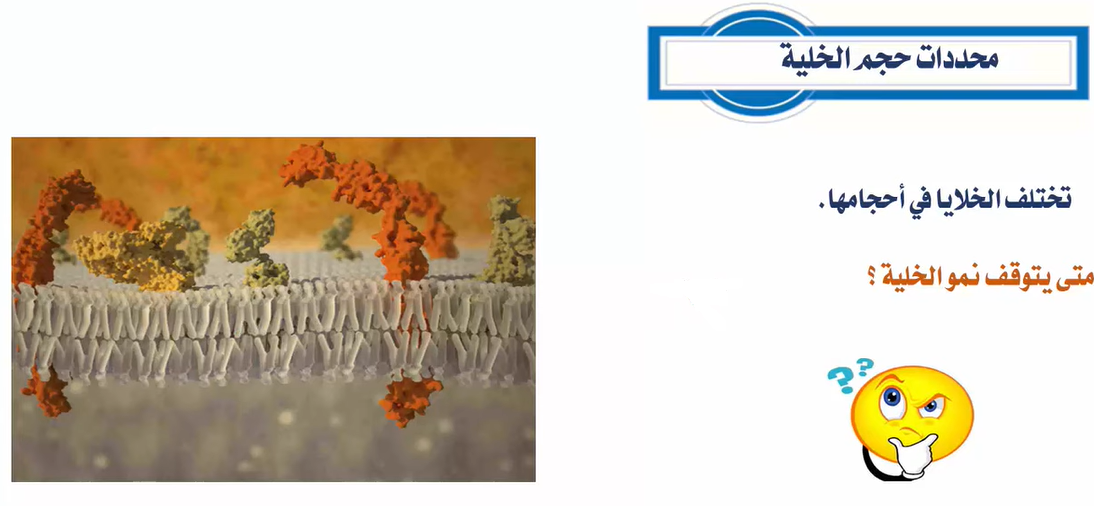 محددات حجم الخلية
تختلف الخلايا في أحجامها.
متى يتوقف نمو الخلية ؟
??